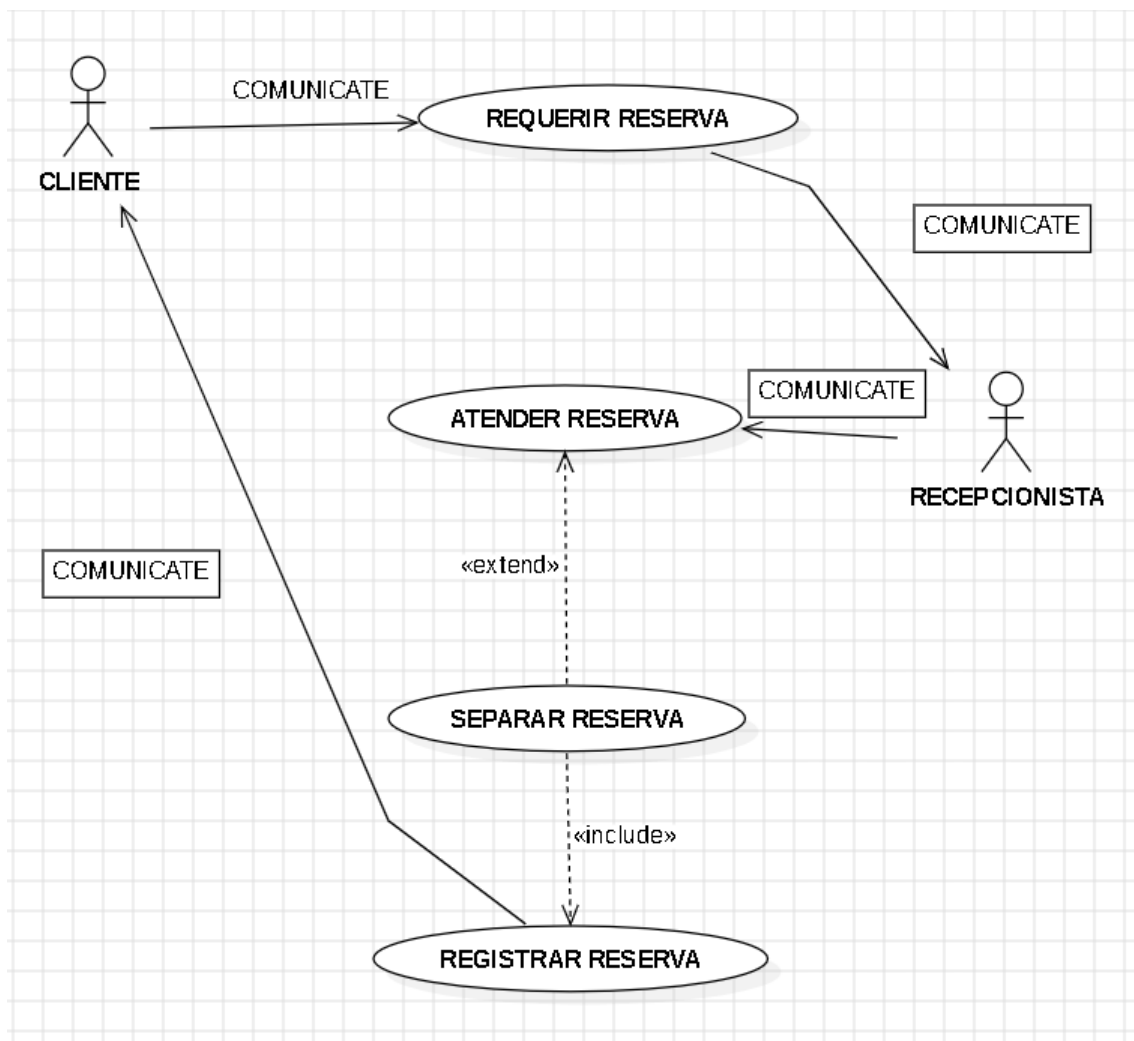 COMUNICATE
REQUERIR RESERVA
CLIENTE
COMUNICATE
COMUNICATE
ATENDER RESERVA
RECEPCIONISTA
«extend»
COMUNICATE
SEPARAR RESERVA
«include»
REGISTRAR RESERVA